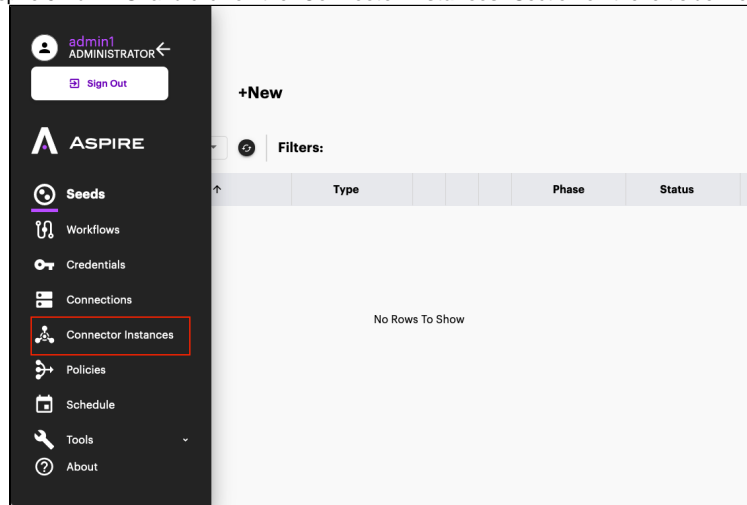 admin1
ADMINISTRATOR
Sign Out
+New
ASPIRE
Filters:
Seeds
Type
Phase
Status
Workflows
Credentials
Connections
No Rows To Show
Connector Instances
Policies
Schedule
Tools
About